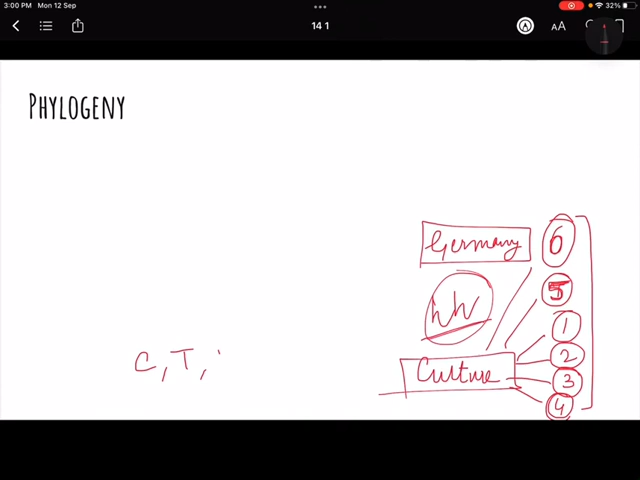 3:00 PM Mon 12 Sep
32%
14 1
AA
PHYLOGENY
Germany 6
5
1
Culture 2
3
4
C, T,